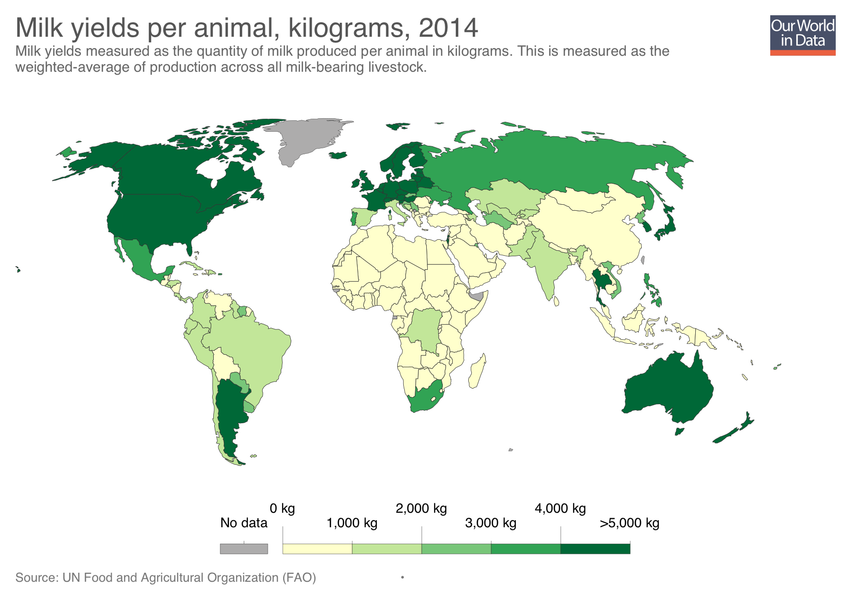 Milk yields per animal, kilograms, 2014
Our World
in Data
Milk yields measured as the quantity of milk produced per animal in kilograms. This is measured as the
weighted-average of production across all milk-bearing livestock.
0 kg 2,000 kg 4,000 kg
No data 1,000 kg 3,000 kg >5,000 kg
Source: UN Food and Agricultural Organization (FAO)